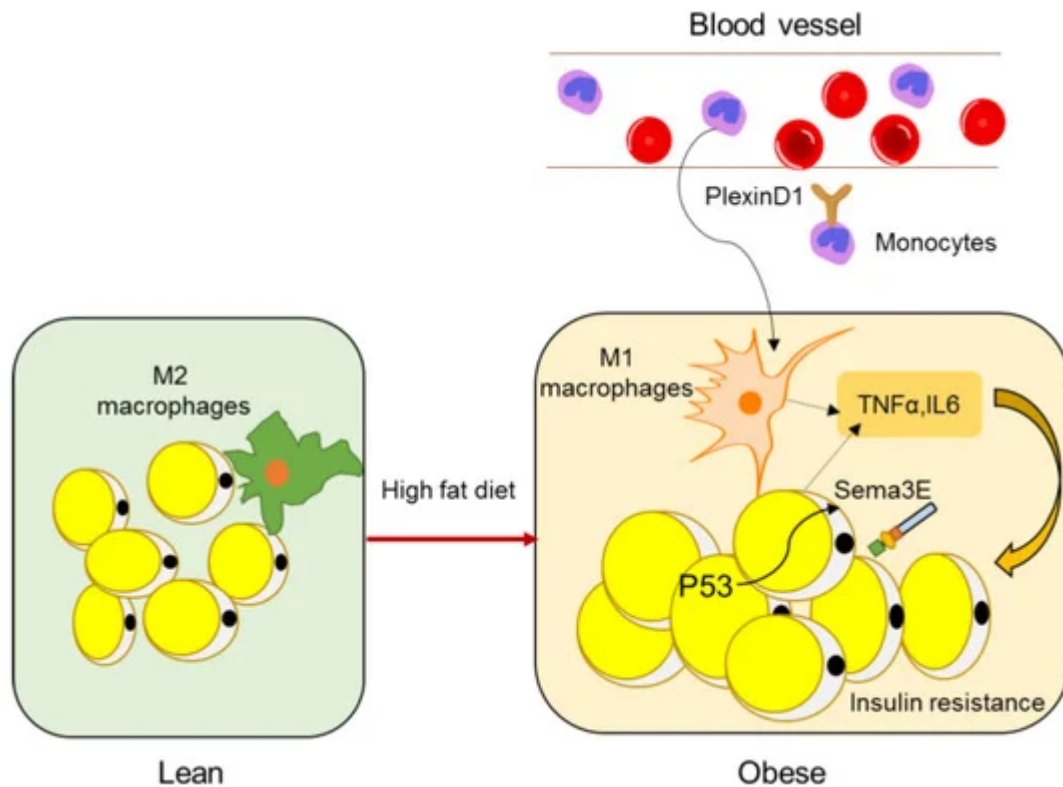 Blood vessel
PlexinD1
Monocytes
M2
macrophages
High fat diet
M1
macrophages
TNFα,IL6
Sema3E
P53
Insulin resistance
Lean
Obese